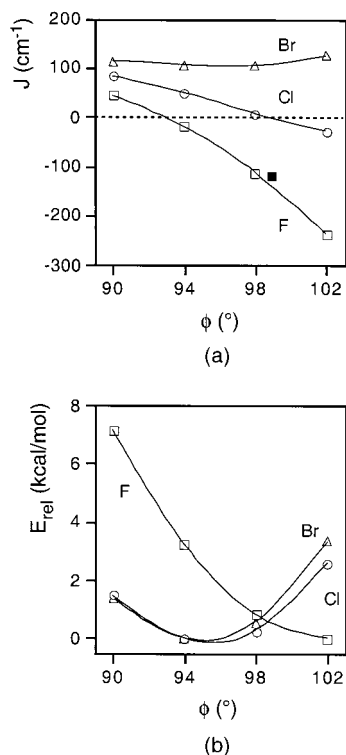 J (cm⁻¹)
200
100
0
-100
-200
-300
Br
Cl
F
90 94 98 102
ϕ (°)
(a)
E_rel (kcal/mol)
8
6
4
2
0
F
Br
Cl
90 94 98 102
ϕ (°)
(b)